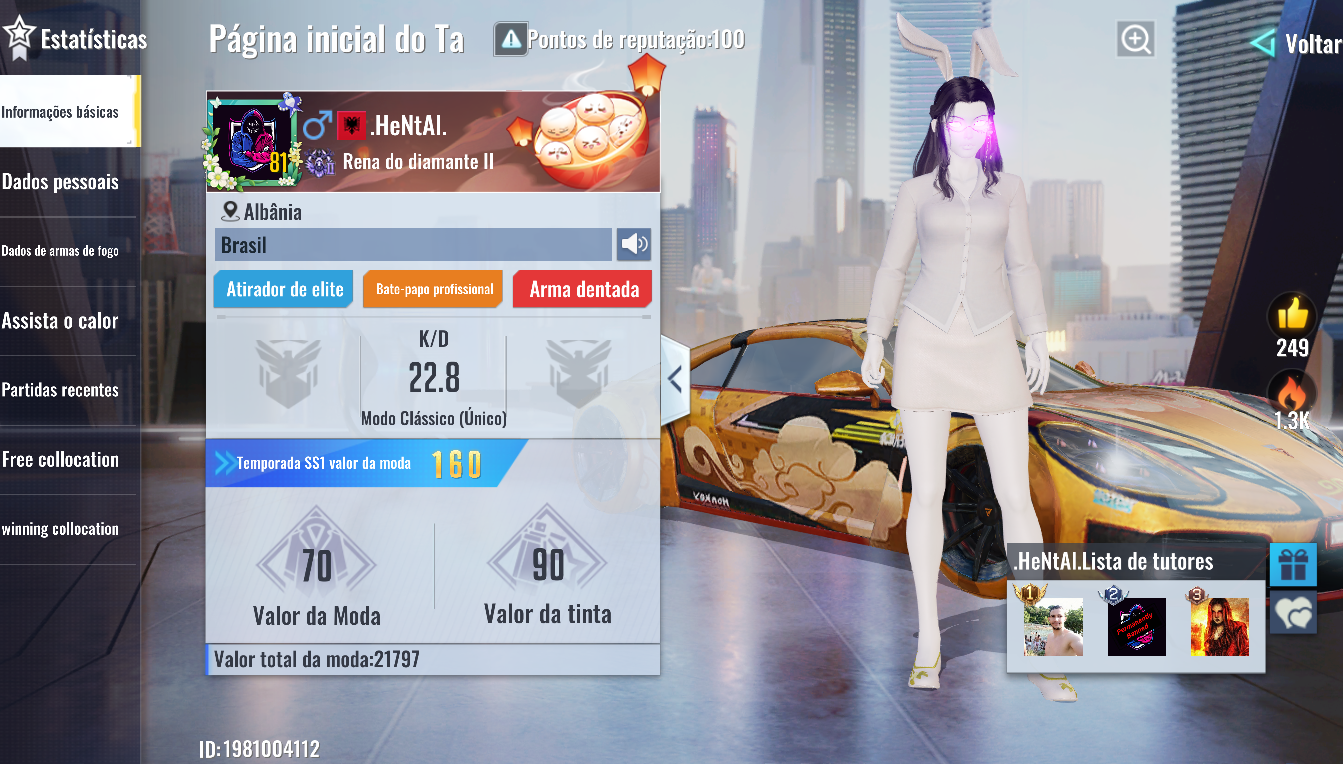 Estatísticas
Página inicial do Ta
Pontos de reputação:100
Voltar
Informações básicas
Dados pessoais
Dados de armas de fogo
Assista o calor
Partidas recentes
Free collocation
winning collocation
81
.HeNtAI.
II
Rena do diamante II
Albânia
Brasil
Atirador de elite
Bate-papo profissional
Arma dentada
K/D
22.8
Modo Clássico (Único)
Temporada SS1 valor da moda 160
70
Valor da Moda
90
Valor da tinta
Valor total da moda:21797
ID:1981004112
249
1.3K
.HeNtAI.Lista de tutores
1
2
3
Permanently
Banned